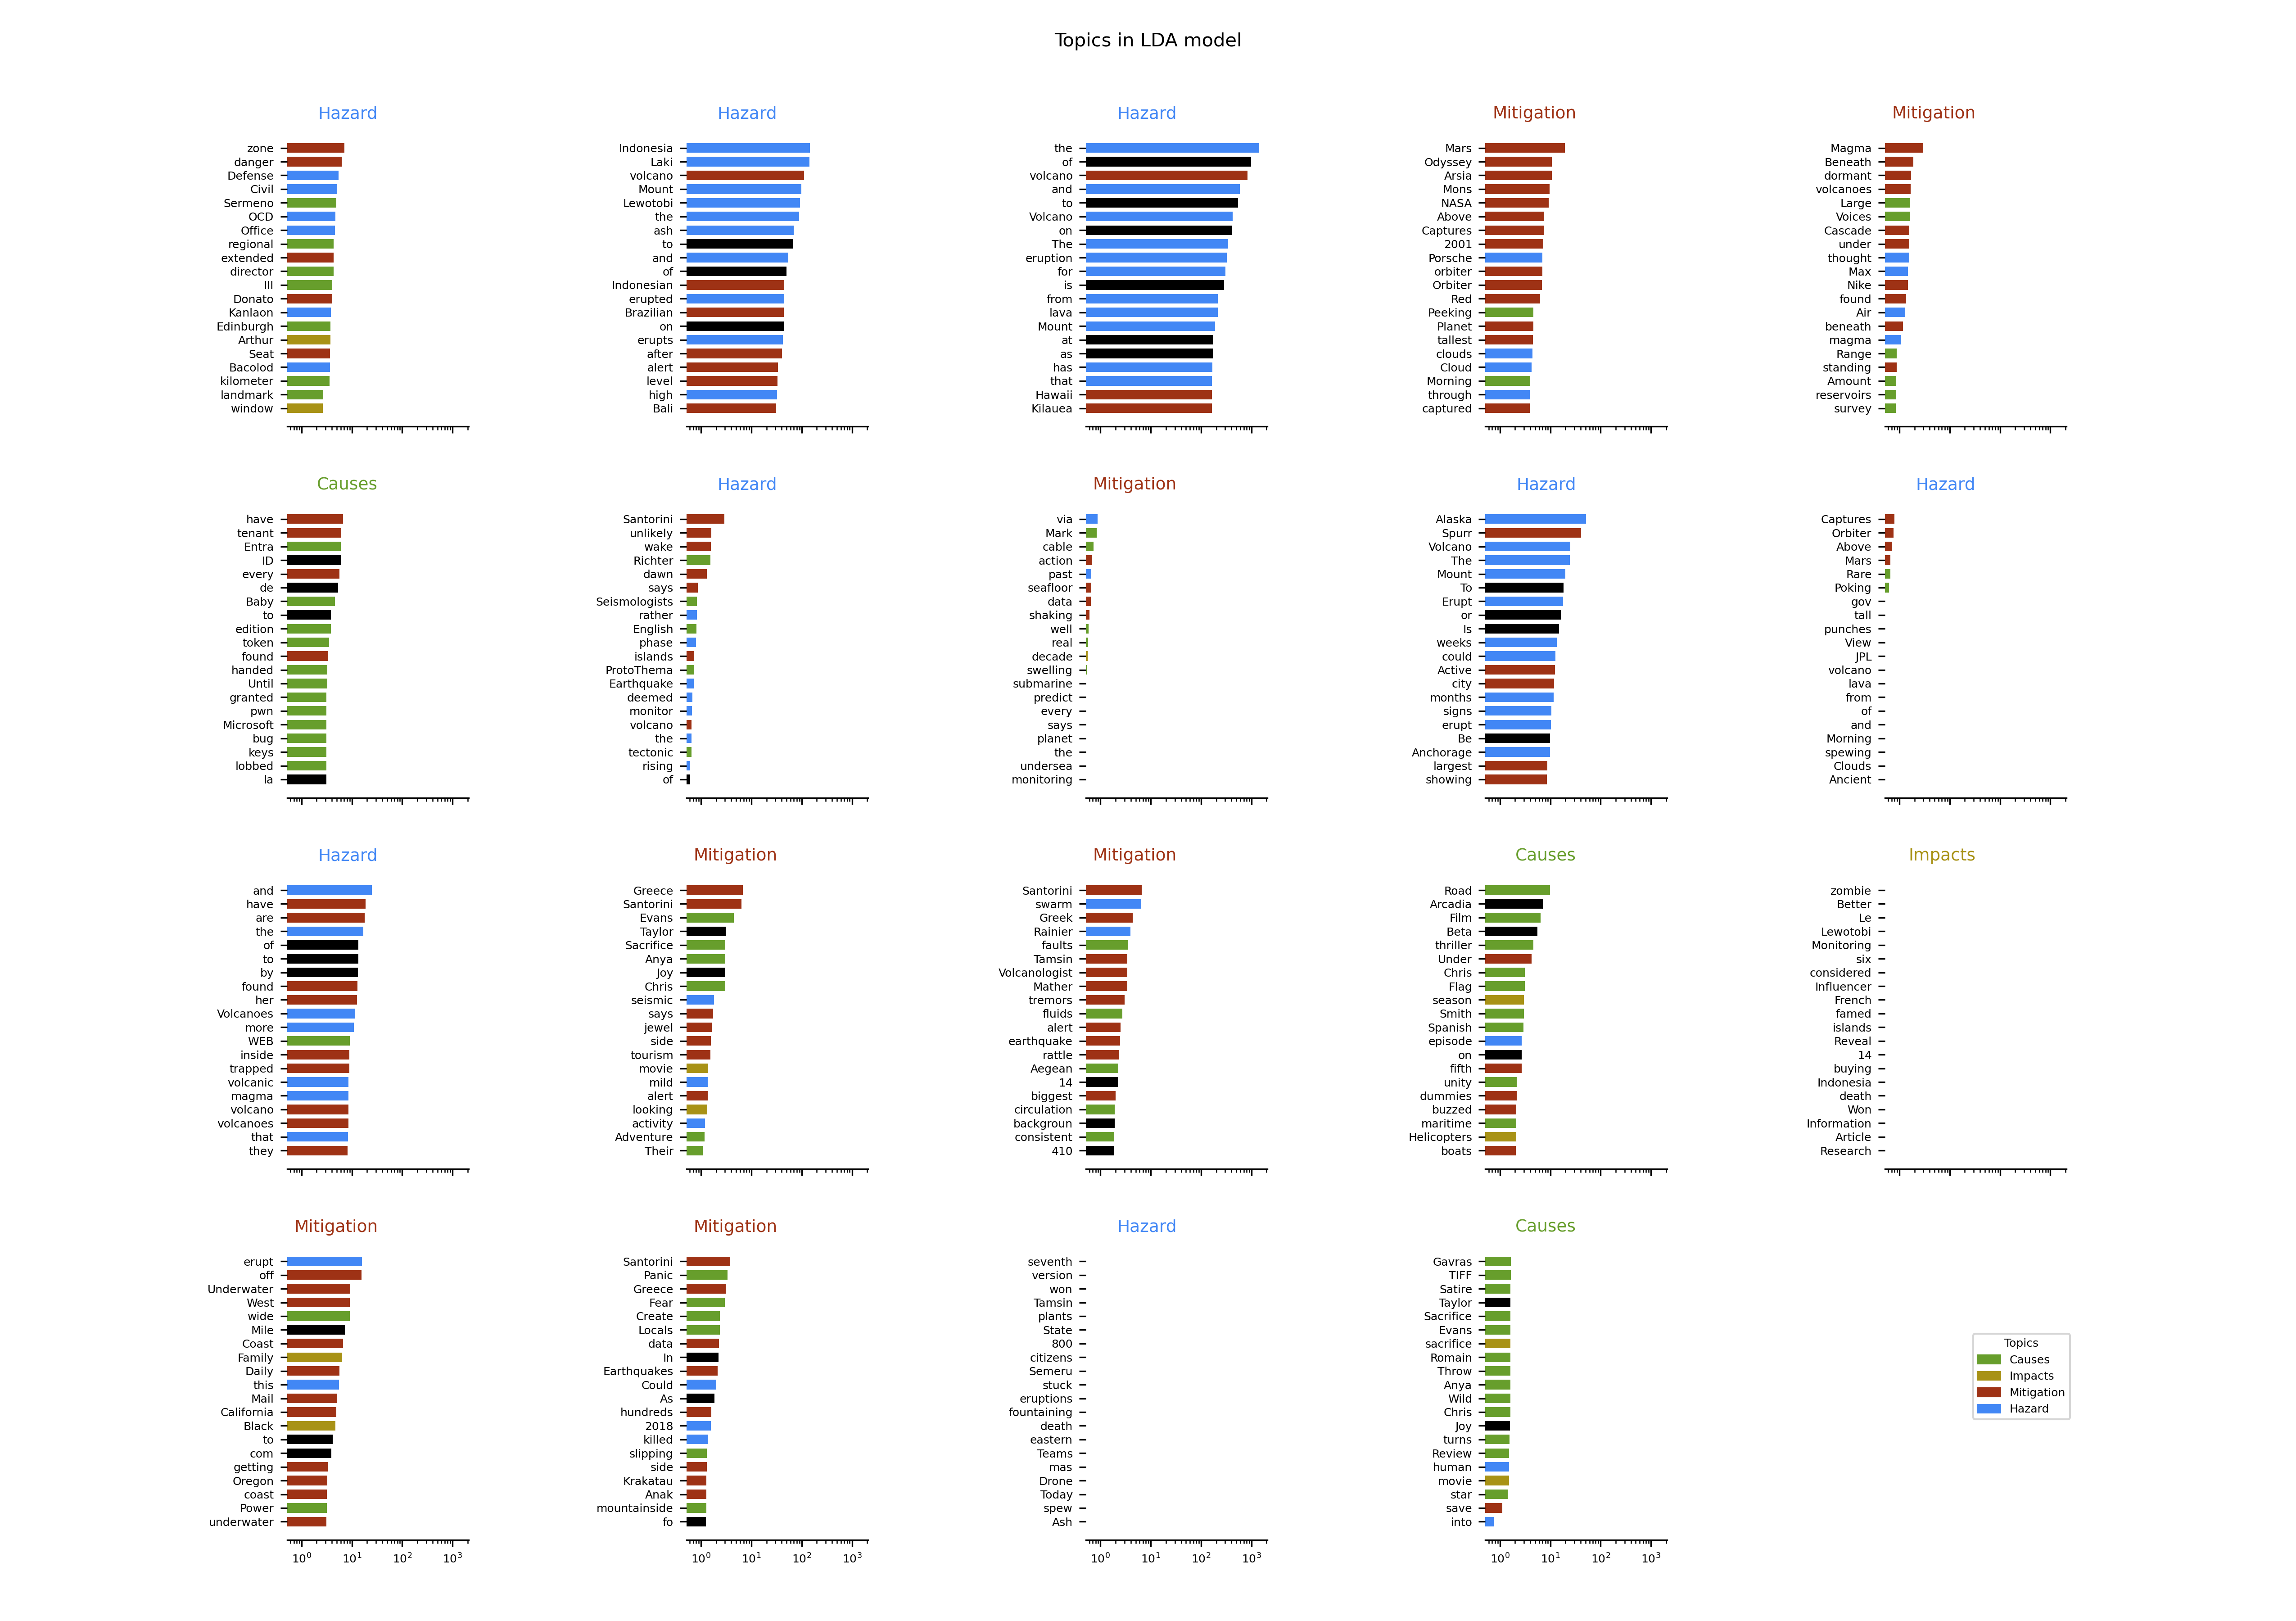 Topics in LDA model
Hazard
zone
danger
Defense
Civil
Sermeno
OCD
Office
regional
extended
director
III
Donato
Kanlaon
Edinburgh
Arthur
Seat
Bacolod
kilometer
landmark
window
Hazard
Indonesia
Laki
volcano
Mount
Lewotobi
the
ash
to
and
of
Indonesian
erupted
Brazilian
on
erupts
after
alert
level
high
Bali
Hazard
the
of
volcano
and
to
Volcano
on
The
eruption
for
is
from
lava
Mount
at
as
has
that
Hawaii
Kilauea
Mitigation
Mars
Odyssey
Arsia
Mons
NASA
Above
Captures
2001
Porsche
orbiter
Orbiter
Red
Peeking
Planet
tallest
clouds
Cloud
Morning
through
captured
Mitigation
Magma
Beneath
dormant
volcanoes
Large
Voices
Cascade
under
thought
Max
Nike
found
Air
beneath
magma
Range
standing
Amount
reservoirs
survey
Causes
have
tenant
Entra
ID
every
de
Baby
to
edition
token
found
handed
Until
granted
pwn
Microsoft
bug
keys
lobbed
la
Hazard
Santorini
unlikely
wake
Richter
dawn
says
Seismologists
rather
English
phase
islands
ProtoThema
Earthquake
deemed
monitor
volcano
the
tectonic
rising
of
Mitigation
via
Mark
cable
action
past
seafloor
data
shaking
well
real
decade
swelling
submarine
predict
every
says
planet
the
undersea
monitoring
Hazard
Alaska
Spurr
Volcano
The
Mount
To
Erupt
or
Is
weeks
could
Active
city
months
signs
erupt
Be
Anchorage
largest
showing
Hazard
Captures
Orbiter
Above
Mars
Rare
Poking
gov
tall
punches
View
JPL
volcano
lava
from
of
and
Morning
spewing
Clouds
Ancient
Hazard
and
have
are
the
of
to
by
found
her
Volcanoes
more
WEB
inside
trapped
volcanic
magma
volcano
volcanoes
that
they
Mitigation
Greece
Santorini
Evans
Taylor
Sacrifice
Anya
Joy
Chris
seismic
says
jewel
side
tourism
movie
mild
alert
looking
activity
Adventure
Their
Mitigation
Santorini
swarm
Greek
Rainier
faults
Tamsin
Volcanologist
Mather
tremors
fluids
alert
earthquake
rattle
Aegean
14
biggest
circulation
backgroun
consistent
410
Causes
Road
Arcadia
Film
Beta
thriller
Under
Chris
Flag
season
Smith
Spanish
episode
on
fifth
unity
dummies
buzzed
maritime
Helicopters
boats
Impacts
zombie
Better
Le
Lewotobi
Monitoring
six
considered
Influencer
French
famed
islands
Reveal
14
buying
Indonesia
death
Won
Information
Article
Research
Mitigation
erupt
off
Underwater
West
wide
Mile
Coast
Family
Daily
this
Mail
California
Black
to
com
getting
Oregon
coast
Power
underwater
10⁰ 10¹ 10² 10³
Mitigation
Santorini
Panic
Greece
Fear
Create
Locals
data
In
Earthquakes
Could
As
hundreds
2018
killed
slipping
side
Krakatau
Anak
mountainside
fo
10⁰ 10¹ 10² 10³
Hazard
seventh
version
won
Tamsin
plants
State
800
citizens
Semeru
stuck
eruptions
fountaining
death
eastern
Teams
mas
Drone
Today
spew
Ash
10⁰ 10¹ 10² 10³
Causes
Gavras
TIFF
Satire
Taylor
Sacrifice
Evans
sacrifice
Romain
Throw
Anya
Wild
Chris
Joy
turns
Review
human
movie
star
save
into
10⁰ 10¹ 10² 10³
Topics
Causes
Impacts
Mitigation
Hazard